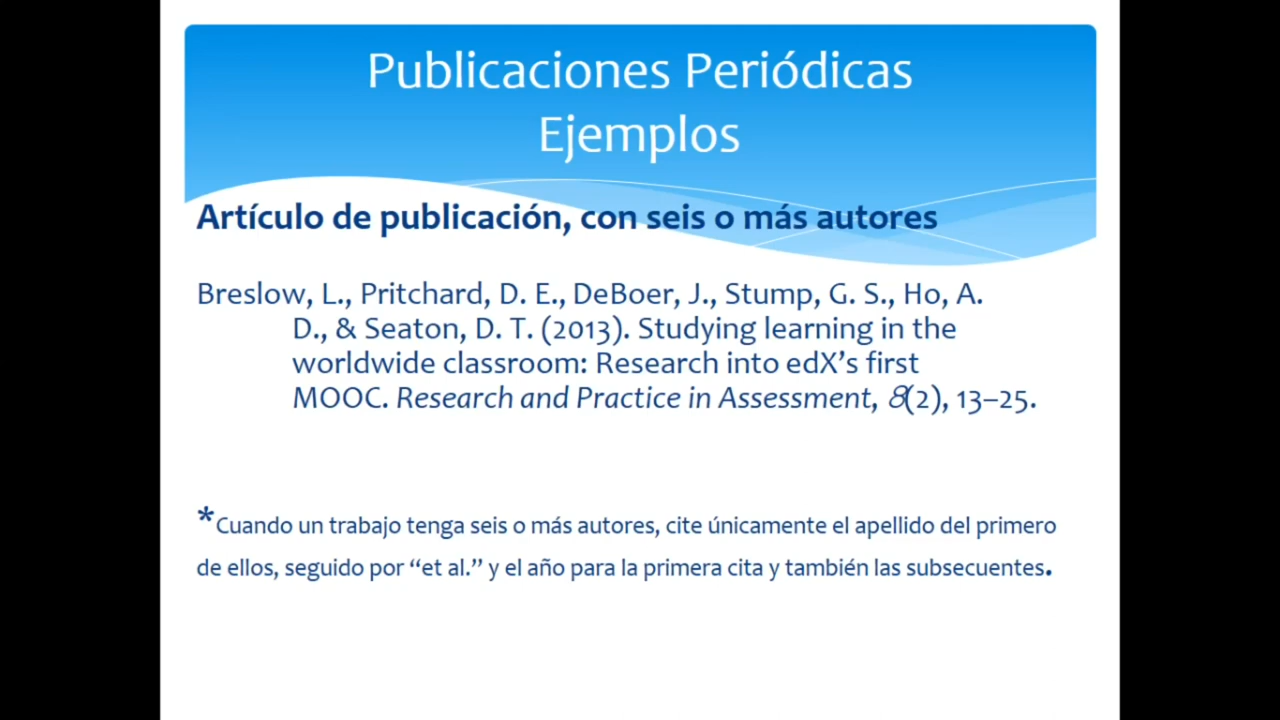 Publicaciones Periódicas
Ejemplos
Artículo de publicación, con seis o más autores
Breslow, L., Pritchard, D. E., DeBoer, J., Stump, G. S., Ho, A.
D., & Seaton, D. T. (2013). Studying learning in the
worldwide classroom: Research into edX’s first
MOOC. Research and Practice in Assessment, 8(2), 13–25.
*Cuando un trabajo tenga seis o más autores, cite únicamente el apellido del primero
de ellos, seguido por “et al.” y el año para la primera cita y también las subsecuentes.